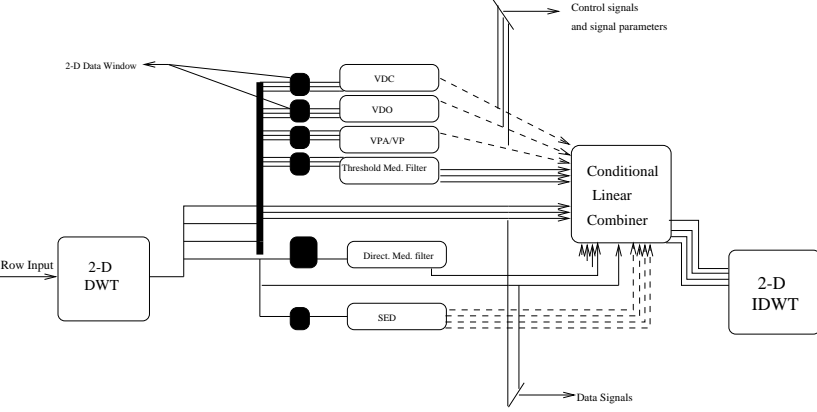 Control signals
and signal parameters
2-D Data Window
VDC
VDO
VPA/VP
Threshold Med. Filter
Conditional
Linear
Combiner
Row Input
2-D
DWT
Direct. Med. filter
SED
2-D
IDWT
Data Signals